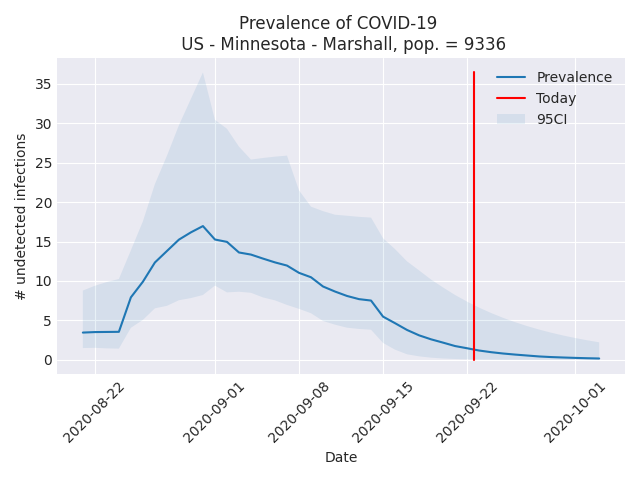 Prevalence of COVID-19
US - Minnesota - Marshall, pop. = 9336
Prevalence
Today
95CI
# undetected infections
35
30
25
20
15
10
5
0
2020-08-22
2020-09-01
2020-09-08
2020-09-15
2020-09-22
2020-10-01
Date